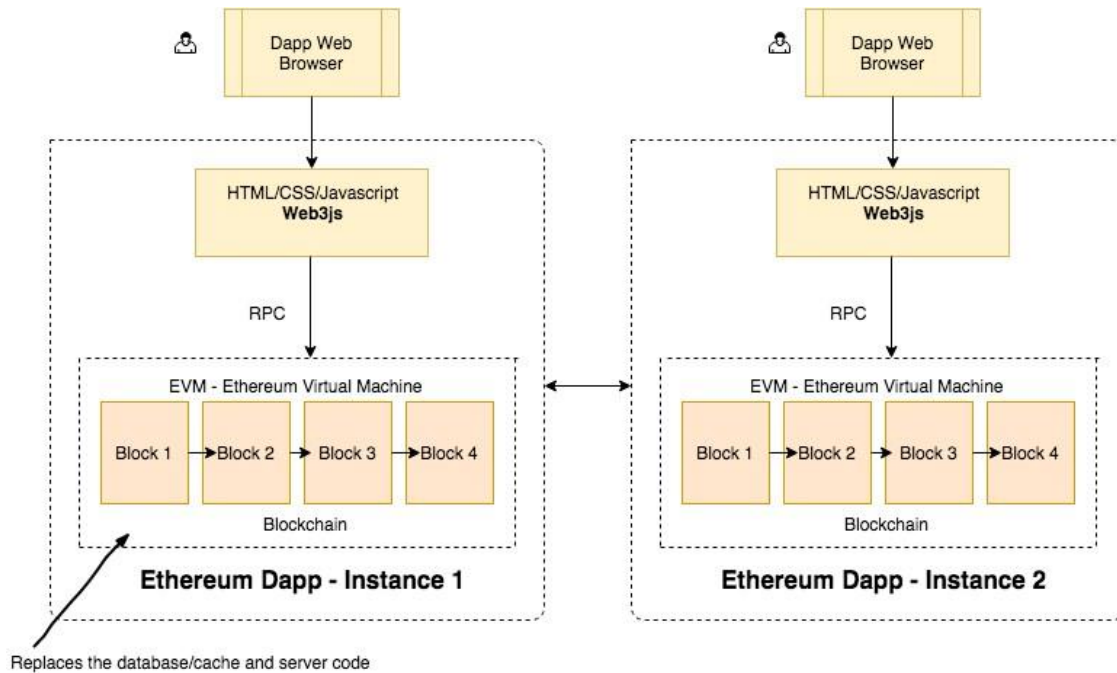 Dapp Web
Browser
HTML/CSS/Javascript
Web3js
RPC
EVM - Ethereum Virtual Machine
Block 1
Block 2
Block 3
Block 4
Blockchain
Ethereum Dapp - Instance 1
Replaces the database/cache and server code
Dapp Web
Browser
HTML/CSS/Javascript
Web3js
RPC
EVM - Ethereum Virtual Machine
Block 1
Block 2
Block 3
Block 4
Blockchain
Ethereum Dapp - Instance 2